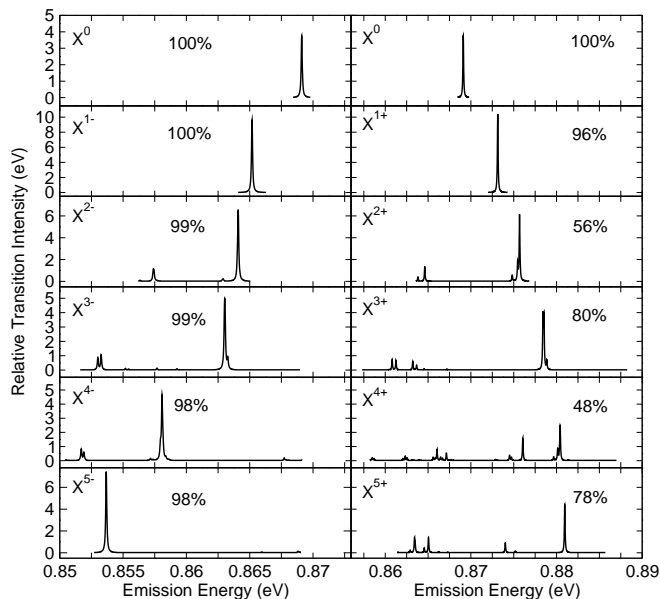 Relative Transition Intensity (eV)
5
4
3
2
1
0
X0
100%
X0
100%
10
8
6
4
2
0
X1-
100%
X1+
96%
6
4
2
0
X2-
99%
X2+
56%
5
4
3
2
1
0
X3-
99%
X3+
80%
5
4
3
2
1
0
X4-
98%
X4+
48%
6
4
2
0
X5-
98%
X5+
78%
0.85 0.855 0.86 0.865 0.87
0.86 0.87 0.88 0.89
Emission Energy (eV)
Emission Energy (eV)